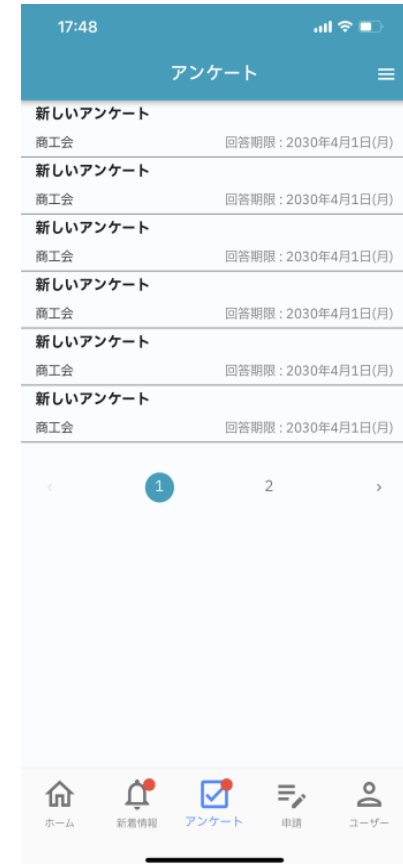 17:48
アンケート
新しいアンケート
商工会 回答期限 : 2030年4月1日(月)
新しいアンケート
商工会 回答期限 : 2030年4月1日(月)
新しいアンケート
商工会 回答期限 : 2030年4月1日(月)
新しいアンケート
商工会 回答期限 : 2030年4月1日(月)
新しいアンケート
商工会 回答期限 : 2030年4月1日(月)
新しいアンケート
商工会 回答期限 : 2030年4月1日(月)
‹ 1 2 ›
ホーム 新着情報 アンケート 申請 ユーザー